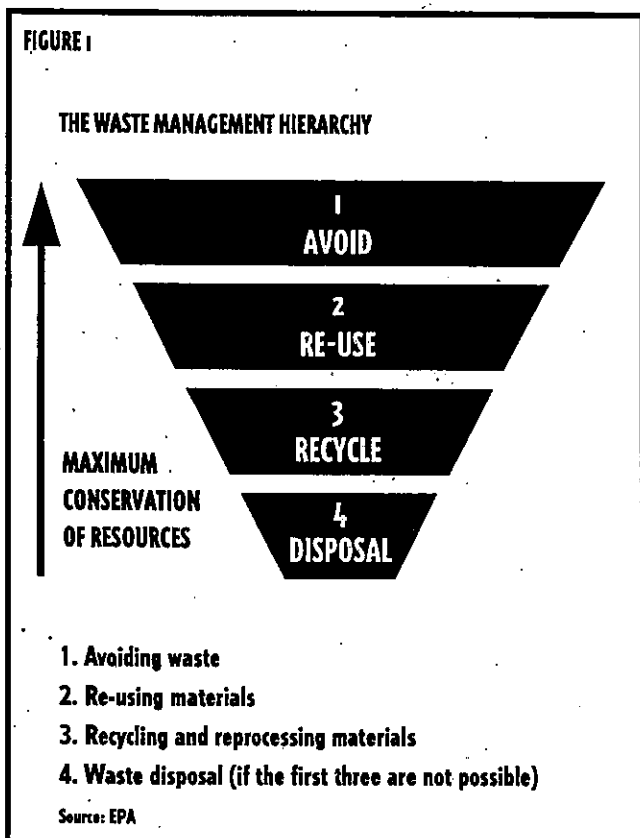 FIGURE 1
THE WASTE MANAGEMENT HIERARCHY
1
AVOID
2
RE-USE
3
RECYCLE
4
DISPOSAL
MAXIMUM
CONSERVATION
OF RESOURCES
1. Avoiding waste
2. Re-using materials
3. Recycling and reprocessing materials
4. Waste disposal (if the first three are not possible)
Source: EPA